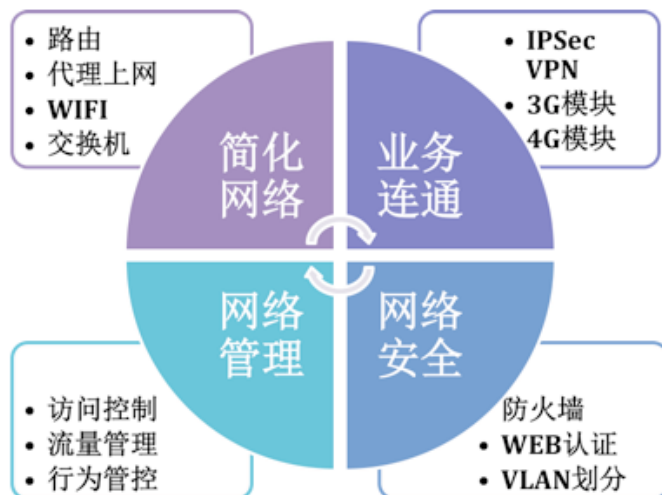 • 路由
• 代理上网
• WIFI
• 交换机
• IPSec
VPN
• 3G模块
4G模块
简化
网络
业务
连通
网络
管理
网络
安全
• 访问控制
• 流量管理
• 行为管控
防火墙
• WEB认证
• VLAN划分